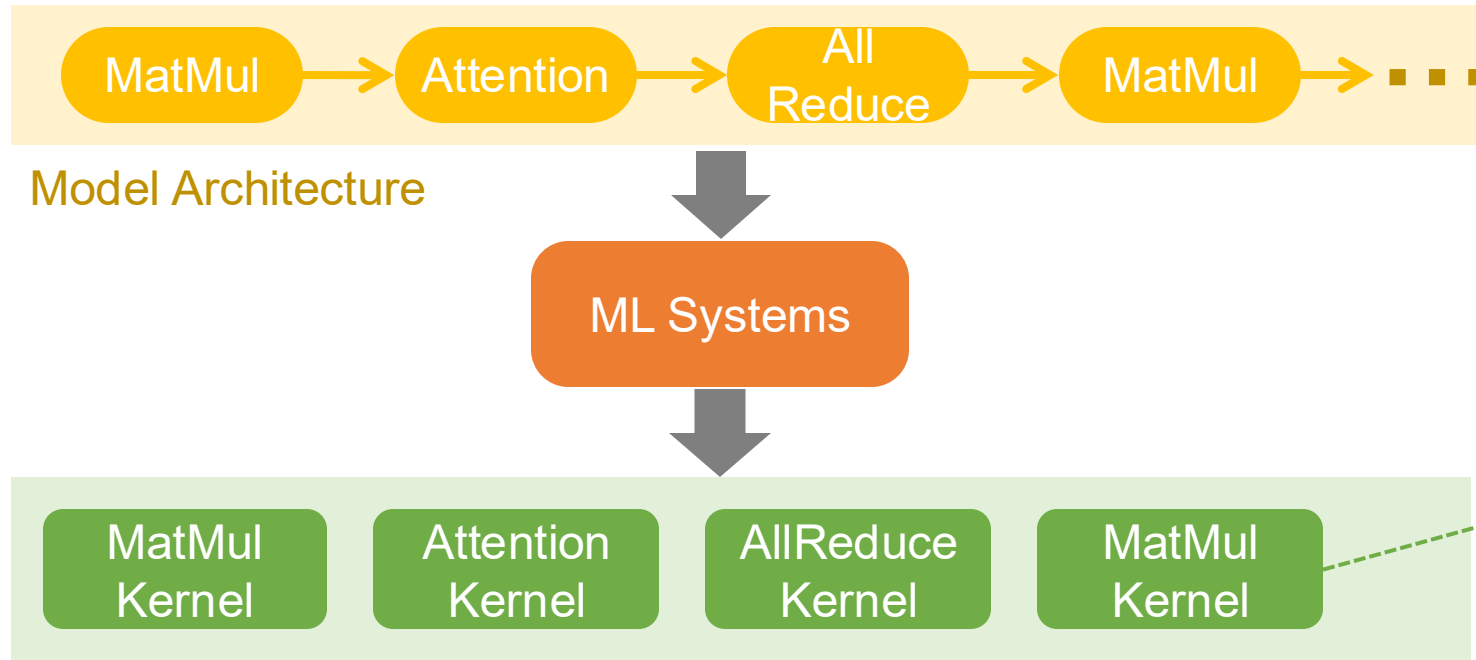 MatMul
Attention
All
Reduce
MatMul
Model Architecture
ML Systems
MatMul
Kernel
Attention
Kernel
AllReduce
Kernel
MatMul
Kernel